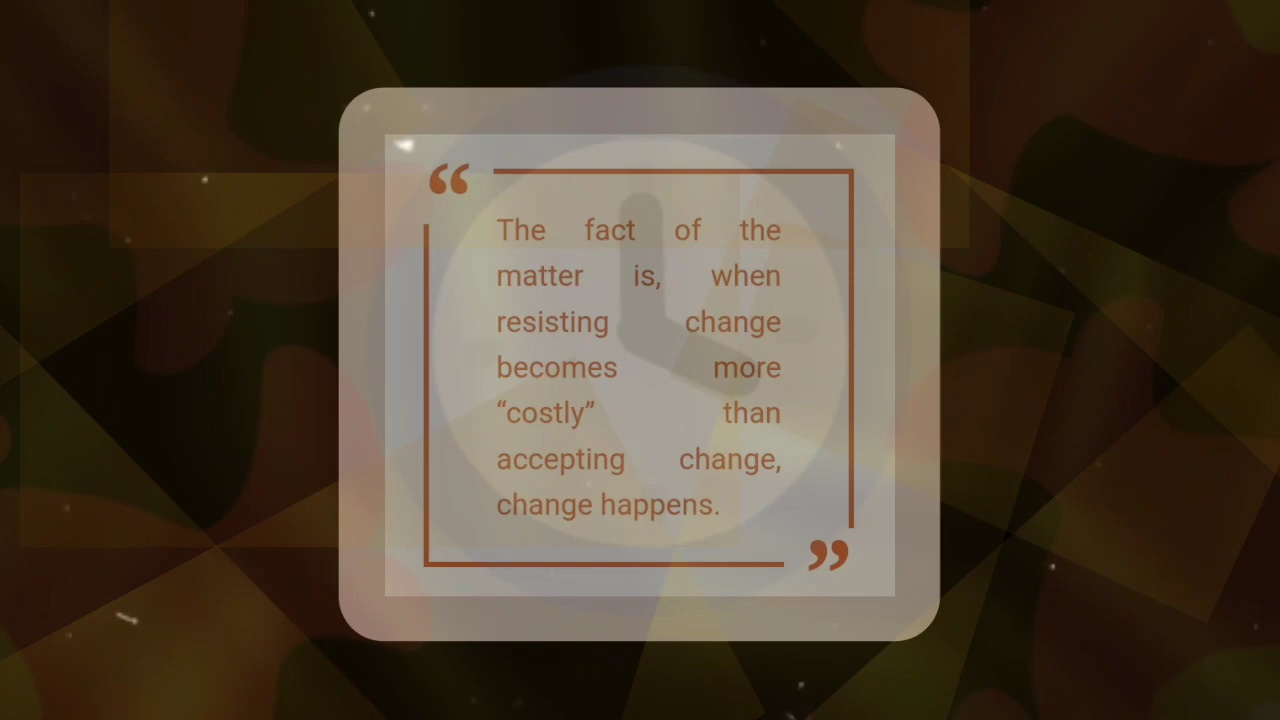 The fact of the
matter is, when
resisting change
becomes more
“costly” than
accepting change,
change happens.